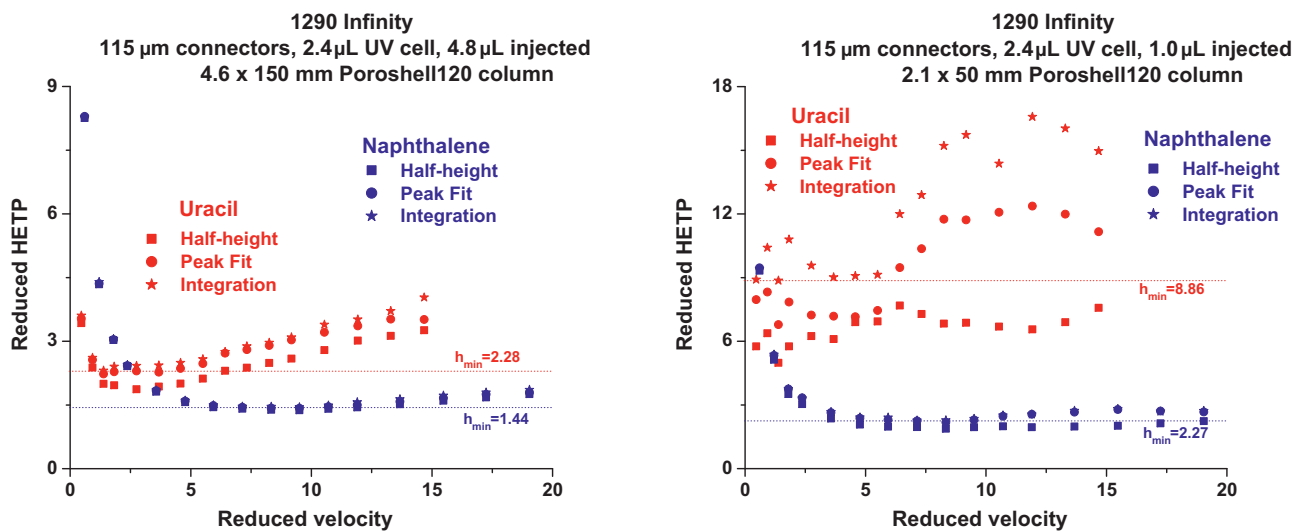 1290 Infinity
115 µm connectors, 2.4µL UV cell, 4.8µL injected
4.6 x 150 mm Poroshell120 column
9
6
3
0
Reduced HETP
Naphthalene
Half-height
Peak Fit
Integration
Uracil
Half-height
Peak Fit
Integration
hmin=2.28
hmin=1.44
0
5
10
15
20
Reduced velocity
1290 Infinity
115 µm connectors, 2.4µL UV cell, 1.0µL injected
2.1 x 50 mm Poroshell120 column
18
15
12
9
6
3
0
Reduced HETP
Uracil
Half-height
Peak Fit
Integration
Naphthalene
Half-height
Peak Fit
Integration
hmin=8.86
hmin=2.27
0
5
10
15
20
Reduced velocity